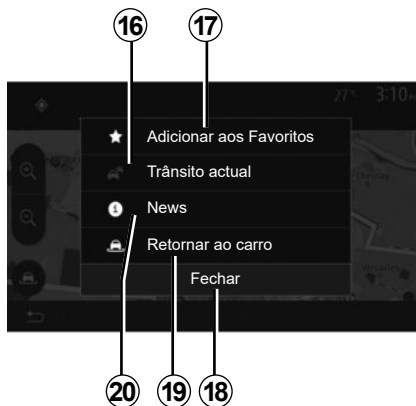 16 17
27°c 3:10
Adicionar aos Favoritos
Trânsito actual
News
Retornar ao carro
Fechar
20 19 18